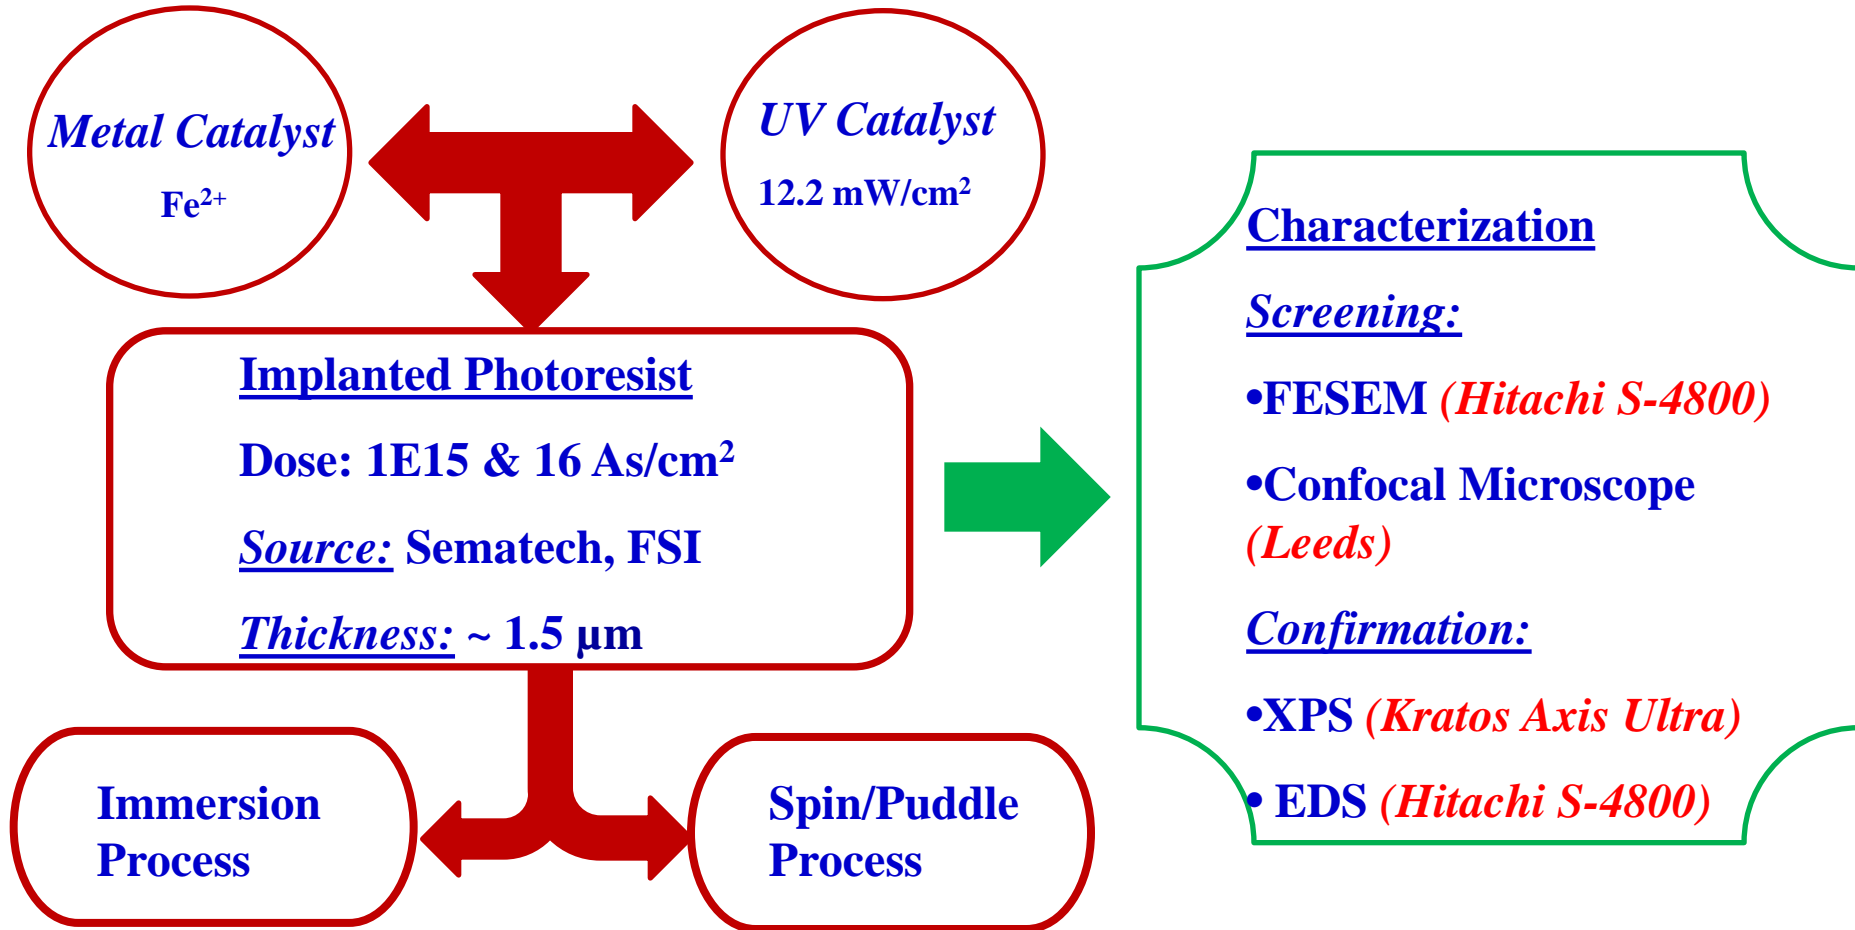 Metal Catalyst
Fe²⁺
UV Catalyst
12.2 mW/cm²
Implanted Photoresist
Dose: 1E15 & 16 As/cm²
Source: Sematech, FSI
Thickness: ~ 1.5 µm
Immersion
Process
Spin/Puddle
Process
Characterization
Screening:
•FESEM (Hitachi S-4800)
•Confocal Microscope
(Leeds)
Confirmation:
•XPS (Kratos Axis Ultra)
• EDS (Hitachi S-4800)